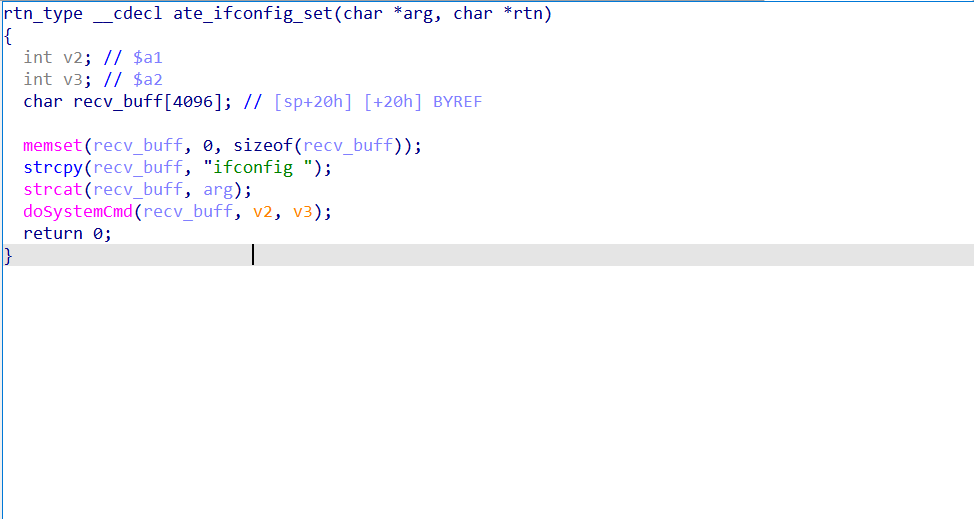 rtn_type __cdecl ate_ifconfig_set(char *arg, char *rtn)
{
  int v2; // $a1
  int v3; // $a2
  char recv_buff[4096]; // [sp+20h] [+20h] BYREF

  memset(recv_buff, 0, sizeof(recv_buff));
  strcpy(recv_buff, "ifconfig ");
  strcat(recv_buff, arg);
  doSystemCmd(recv_buff, v2, v3);
  return 0;
}